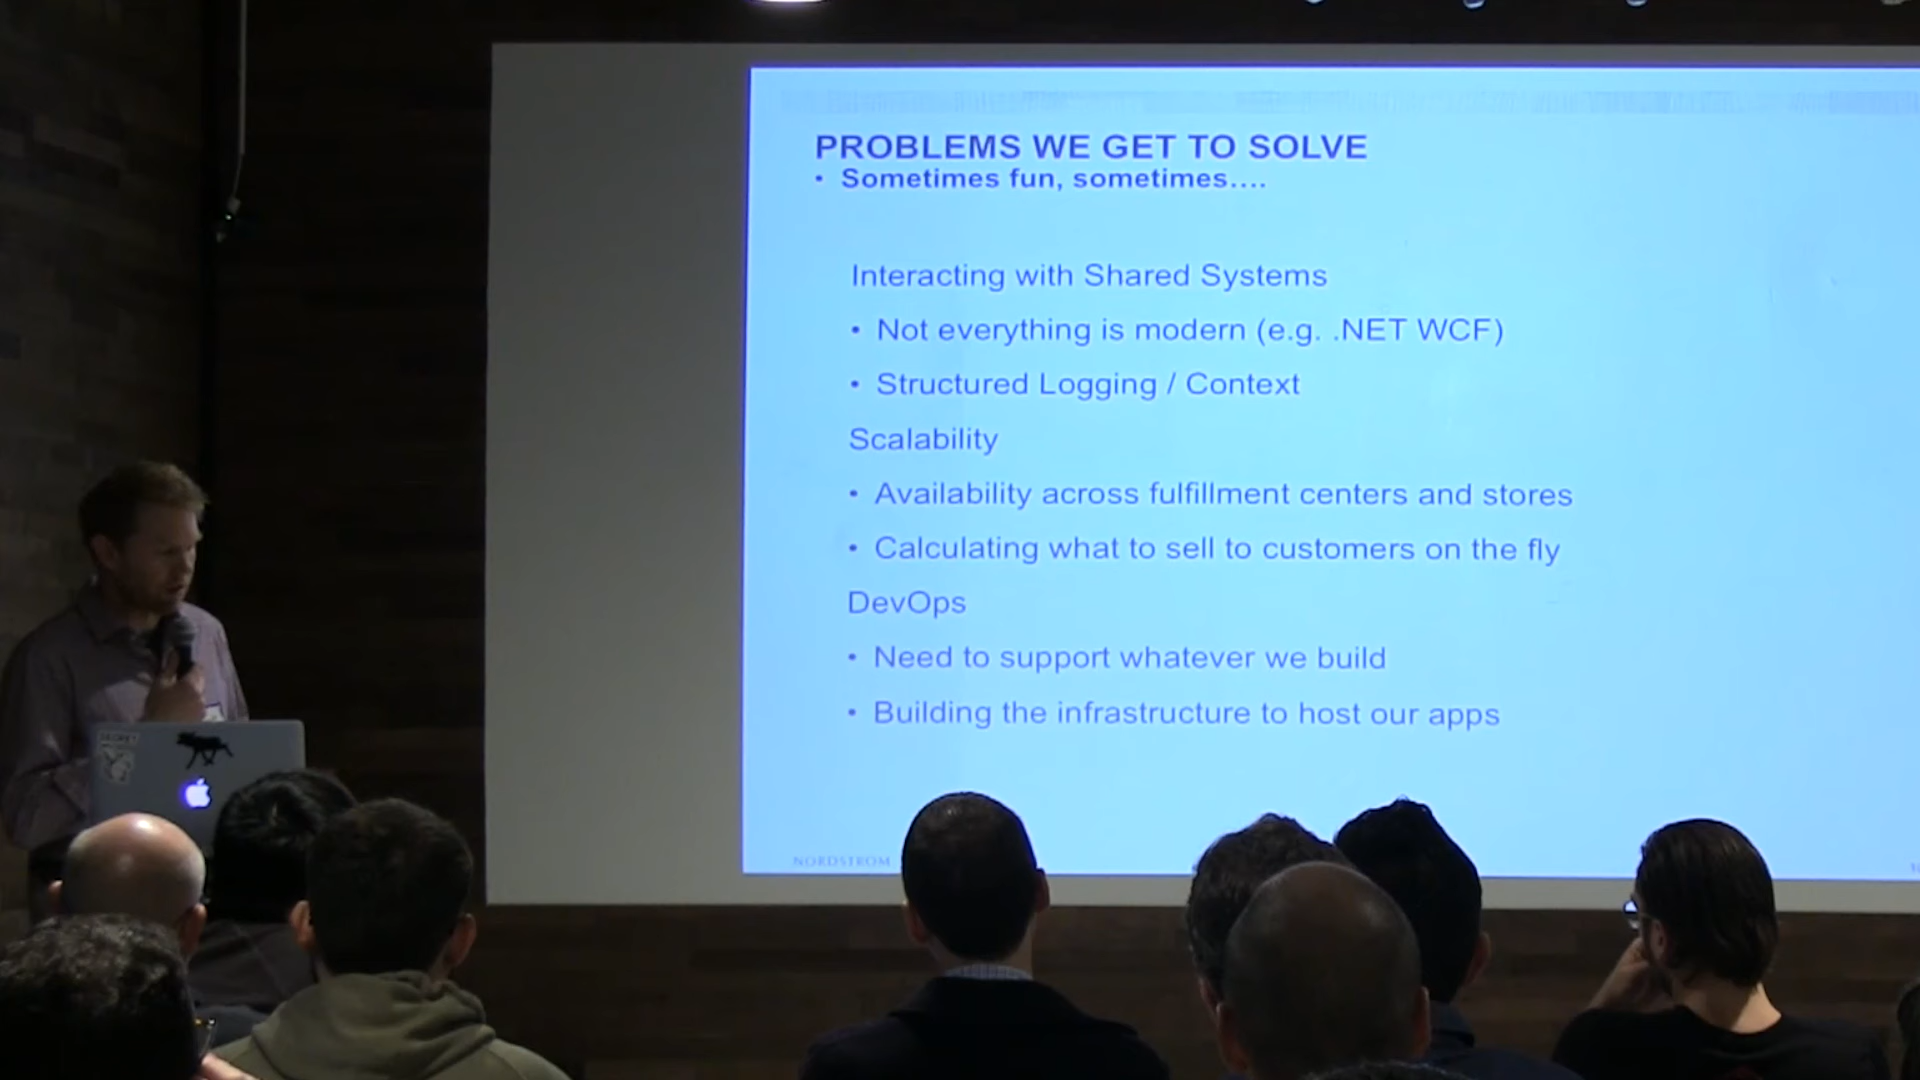 PROBLEMS WE GET TO SOLVE
• Sometimes fun, sometimes....
Interacting with Shared Systems
• Not everything is modern (e.g. .NET WCF)
• Structured Logging / Context
Scalability
• Availability across fulfillment centers and stores
• Calculating what to sell to customers on the fly
DevOps
• Need to support whatever we build
• Building the infrastructure to host our apps
NORDSTROM